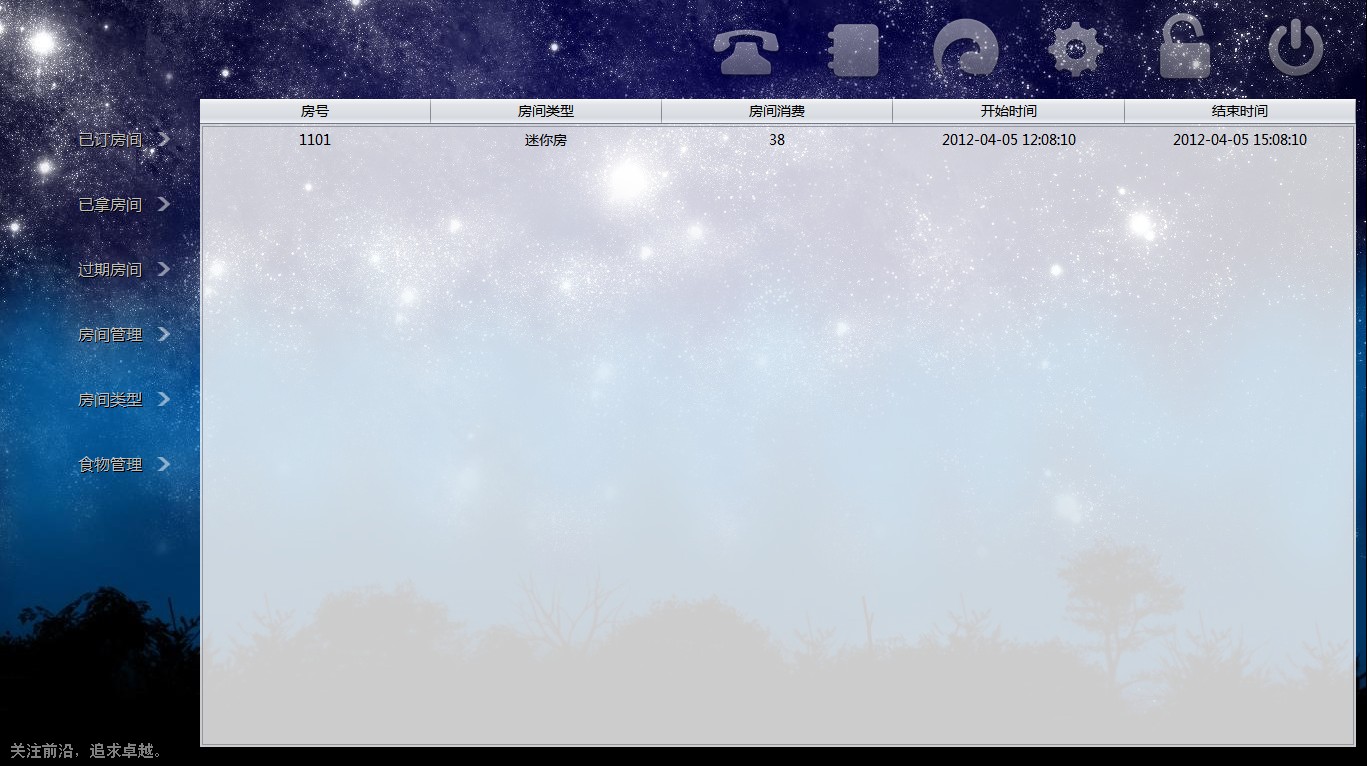 房号 房间类型 房间消费 开始时间 结束时间
1101 迷你房 38 2012-04-05 12:08:10 2012-04-05 15:08:10
已订房间
已拿房间
过期房间
房间管理
房间类型
食物管理
关注前沿，追求卓越。